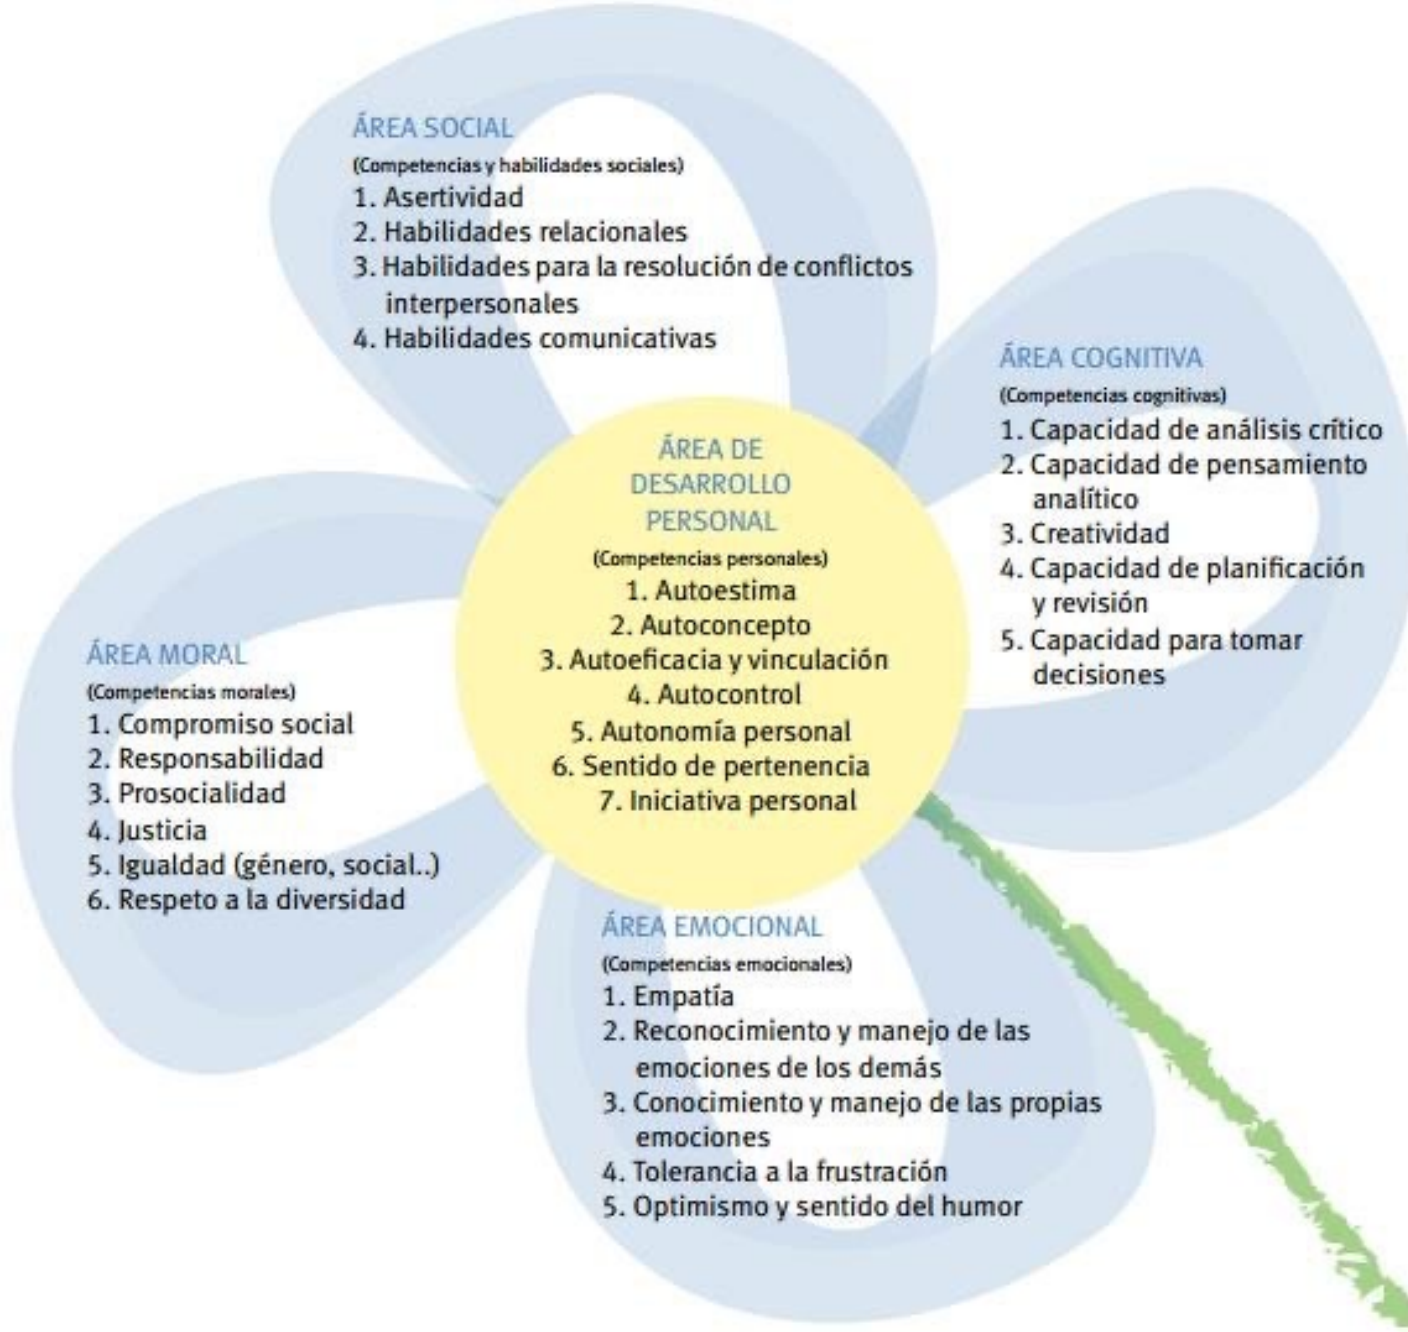 ÁREA SOCIAL
(Competencias y habilidades sociales)
1. Asertividad
2. Habilidades relacionales
3. Habilidades para la resolución de conflictos
interpersonales
4. Habilidades comunicativas
ÁREA COGNITIVA
(Competencias cognitivas)
1. Capacidad de análisis crítico
2. Capacidad de pensamiento
analítico
3. Creatividad
4. Capacidad de planificación
y revisión
5. Capacidad para tomar
decisiones
ÁREA DE
DESARROLLO
PERSONAL
(Competencias personales)
1. Autoestima
2. Autoconcepto
3. Autoeficacia y vinculación
4. Autocontrol
5. Autonomía personal
6. Sentido de pertenencia
7. Iniciativa personal
ÁREA MORAL
(Competencias morales)
1. Compromiso social
2. Responsabilidad
3. Prosocialidad
4. Justicia
5. Igualdad (género, social..)
6. Respeto a la diversidad
ÁREA EMOCIONAL
(Competencias emocionales)
1. Empatía
2. Reconocimiento y manejo de las
emociones de los demás
3. Conocimiento y manejo de las propias
emociones
4. Tolerancia a la frustración
5. Optimismo y sentido del humor